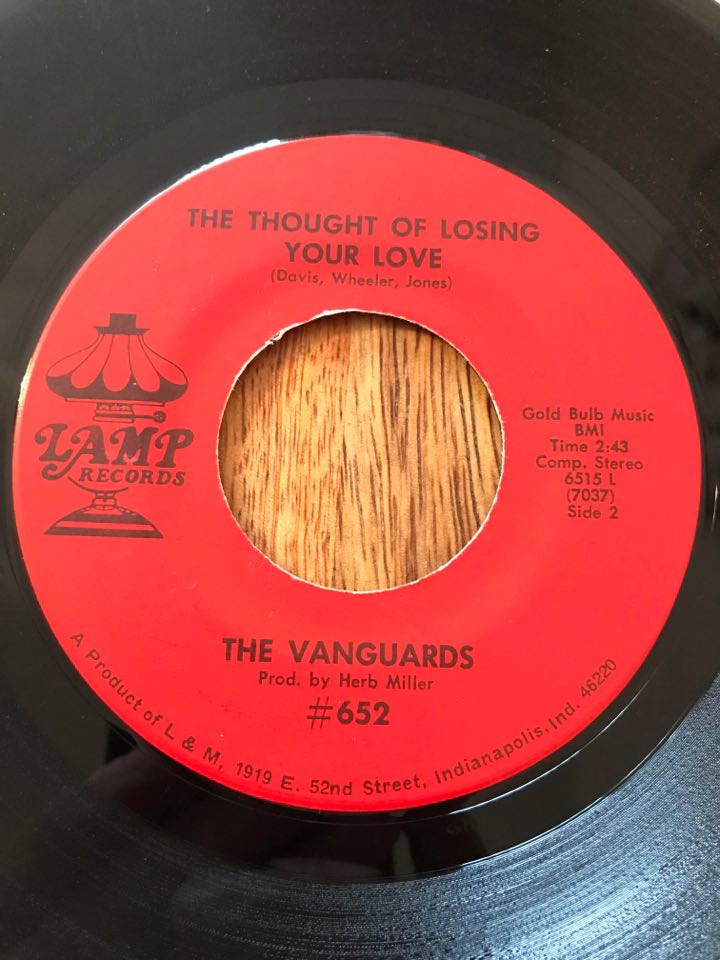 THE THOUGHT OF LOSING
YOUR LOVE
(Davis, Wheeler, Jones)
LAMP
RECORDS
Gold Bulb Music
BMI
Time 2:43
Comp. Stereo
6515 L
(7037)
Side 2
THE VANGUARDS
Prod. by Herb Miller
#652
A Product of L & M, 1919 E. 52nd Street, Indianapolis, Ind. 46220